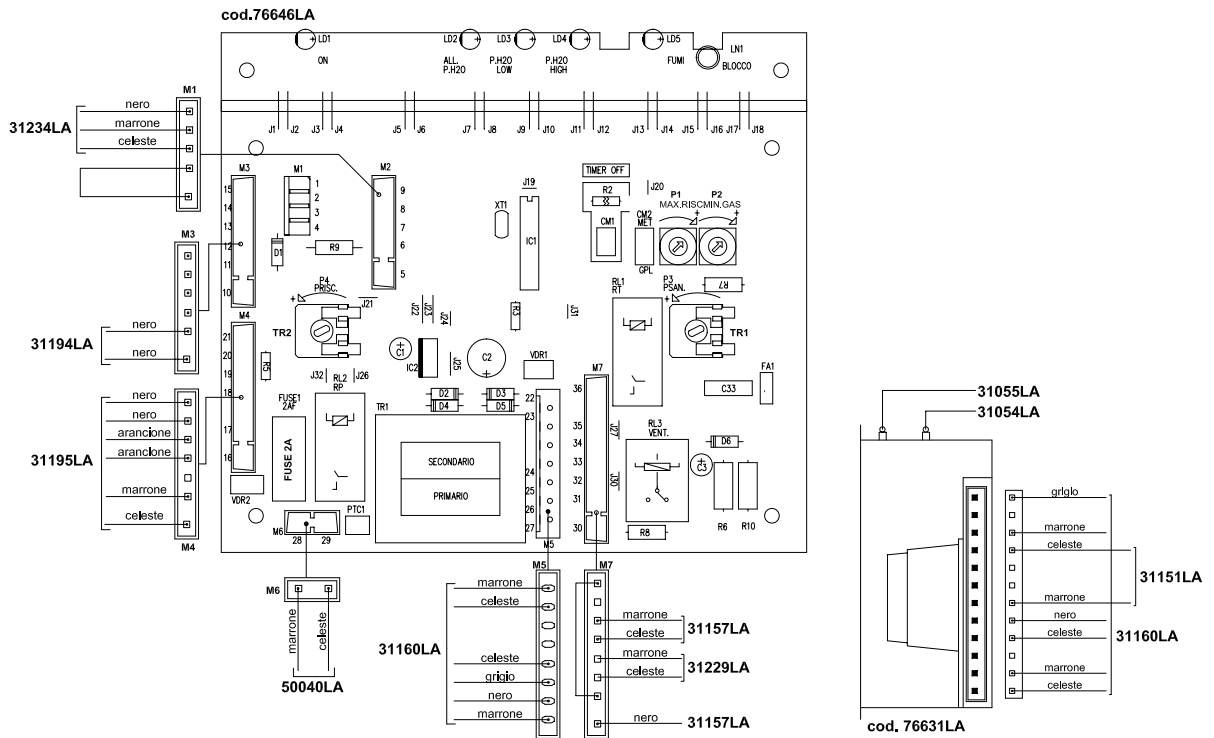 cod.76646LA
LD1
ON
LD2
ALL.
P.H2O
LD3
P.H2O
LOW
LD4
P.H2O
HIGH
LD5
FUMI
LN1
BLOCCO
J1 J2 J3 J4 J5 J6 J7 J8 J9 J10 J11 J12 J13 J14 J15 J16 J17 J18
M1
nero
marrone
celeste
31234LA
M3
15
14
13
12
11
10
M1
1
2
3
4
D1
R9
M2
9
8
7
6
5
XT1
J19
IC1
TIMER OFF
R2
CM1
J20
CM2
MET
GPL
P1 P2
MAX.RISCMIN.GAS
R7
M3
nero
nero
31194LA
P4
PRISC.
J21
TR2
J22
J23
J24
R3
J31
RL1
RT
P3
PSAN.
TR1
C1
IC2
J25
C2
VDR1
M4
21
20
19
18
17
16
R5
J32
RL2
RP
J26
D2
D3
D4
D5
M7
36
35
34
33
32
31
30
C33
FA1
nero
nero
arancione
arancione
marrone
celeste
31195LA
M4
FUSE1
2AF
FUSE 2A
VDR2
TR1
SECONDARIO
PRIMARIO
22
23
24
25
26
27
M5
J27
J30
RL3
VENT.
D6
C3
R6
R10
R8
M6
28 29
PTC1
M6
marrone
celeste
50040LA
M5
marrone
celeste
celeste
grigio
nero
marrone
31160LA
M7
marrone
celeste
31157LA
marrone
celeste
31229LA
nero
31157LA
31055LA
31054LA
grigio
marrone
celeste
marrone
nero
celeste
marrone
celeste
31151LA
31160LA
cod. 76631LA